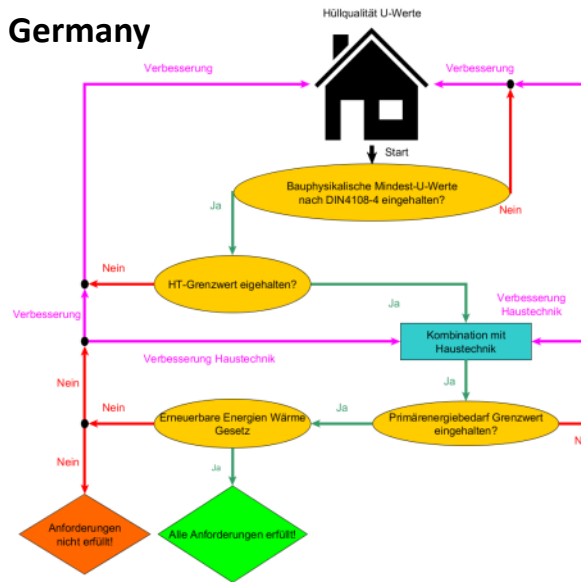 Germany
Hüllqualität U-Werte
Verbesserung
Verbesserung
Start
Bauphysikalische Mindest-U-Werte
nach DIN4108-4 eingehalten?
Ja
Nein
Nein
HT-Grenzwert eigehalten?
Ja
Verbesserung
Haustechnik
Verbesserung
Kombination mit
Haustechnik
Verbesserung Haustechnik
Nein
Ja
Nein
Erneuerbare Energien Wärme
Gesetz
Ja
Primärenergiebedarf Grenzwert
eingehalten?
Nein
Ja
Anforderungen
nicht erfüllt!
Alle Anforderungen erfüllt!